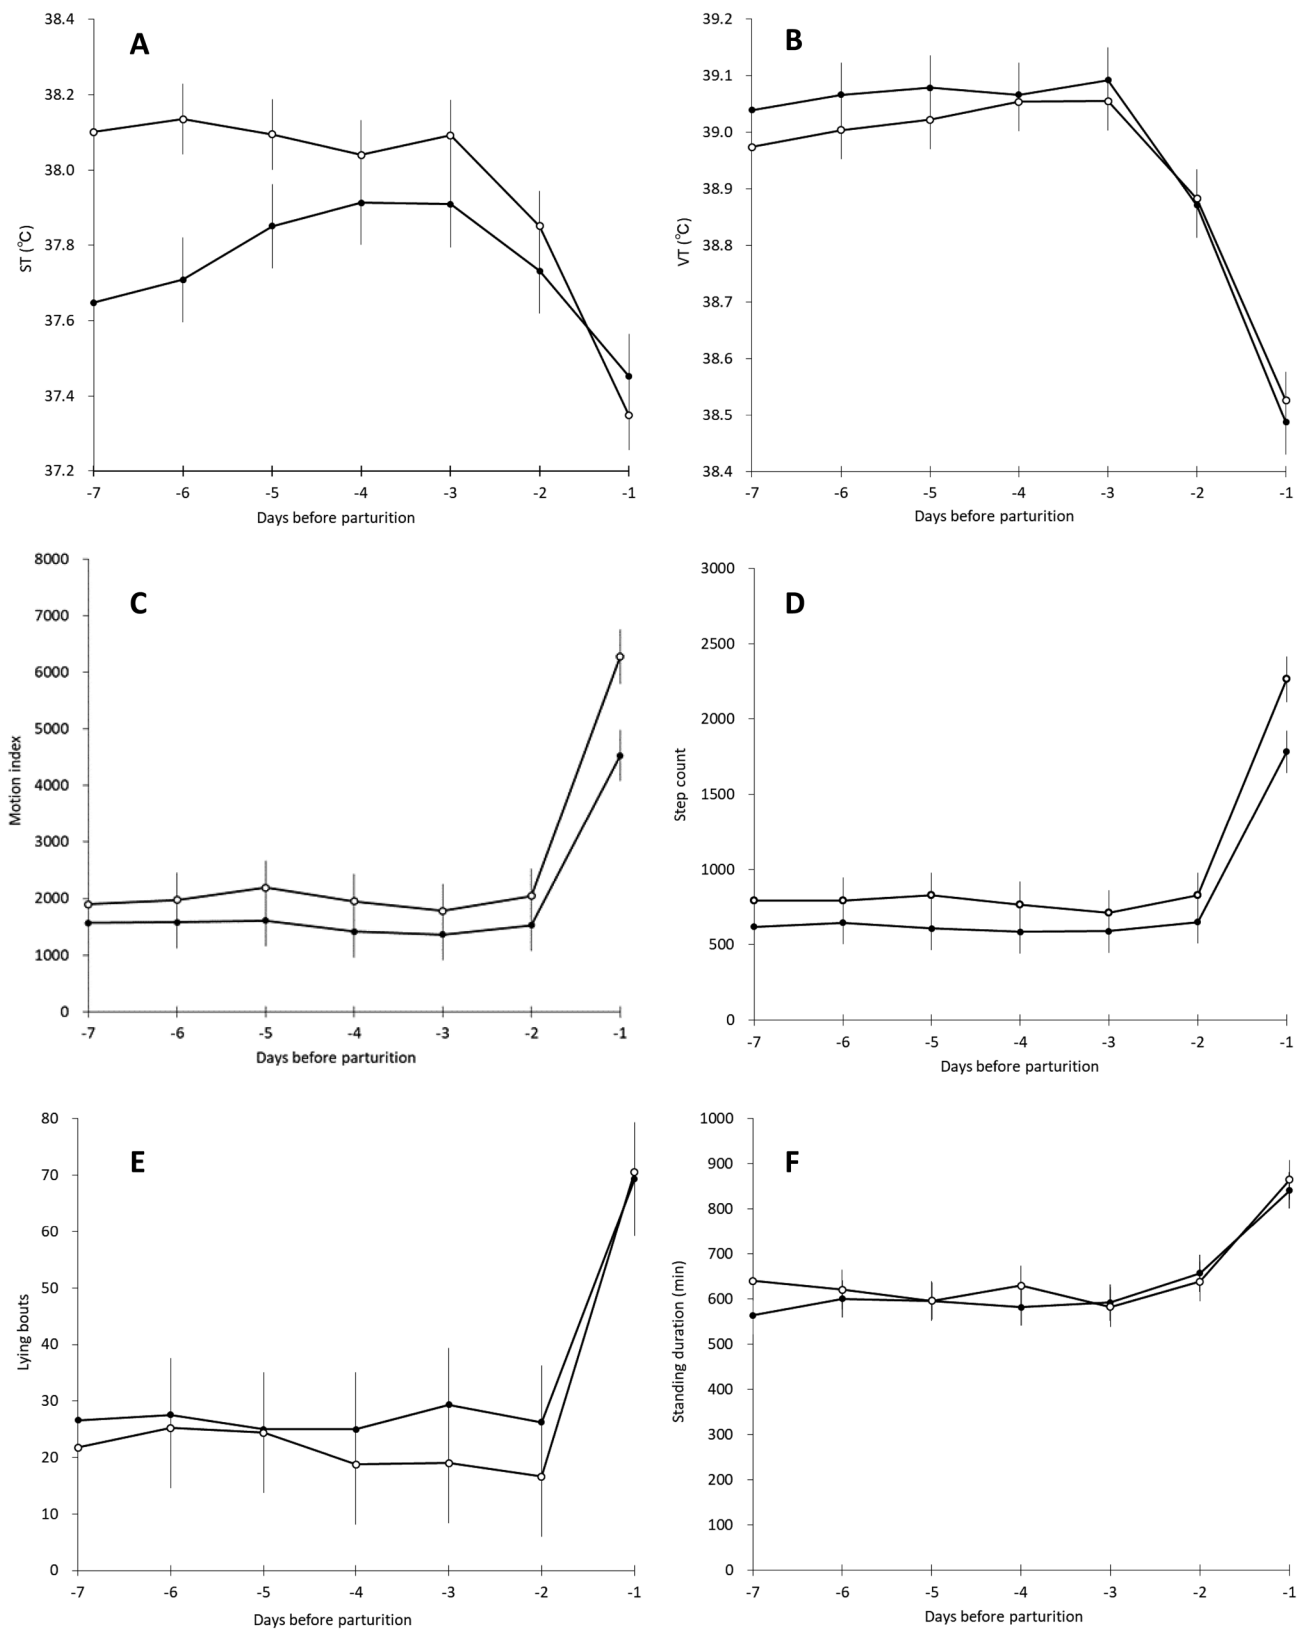 A
38.4
38.2
38.0
37.8
37.6
37.4
37.2
ST (℃)
-7 -6 -5 -4 -3 -2 -1
Days before parturition
B
39.2
39.1
39.0
38.9
38.8
38.7
38.6
38.5
38.4
VT (℃)
-7 -6 -5 -4 -3 -2 -1
Days before parturition
C
8000
7000
6000
5000
4000
3000
2000
1000
0
Motion index
-7 -6 -5 -4 -3 -2 -1
Days before parturition
D
3000
2500
2000
1500
1000
500
0
Step count
-7 -6 -5 -4 -3 -2 -1
Days before parturition
E
80
70
60
50
40
30
20
10
0
Lying bouts
-7 -6 -5 -4 -3 -2 -1
Days before parturition
F
1000
900
800
700
600
500
400
300
200
100
0
Standing duration (min)
-7 -6 -5 -4 -3 -2 -1
Days before parturition